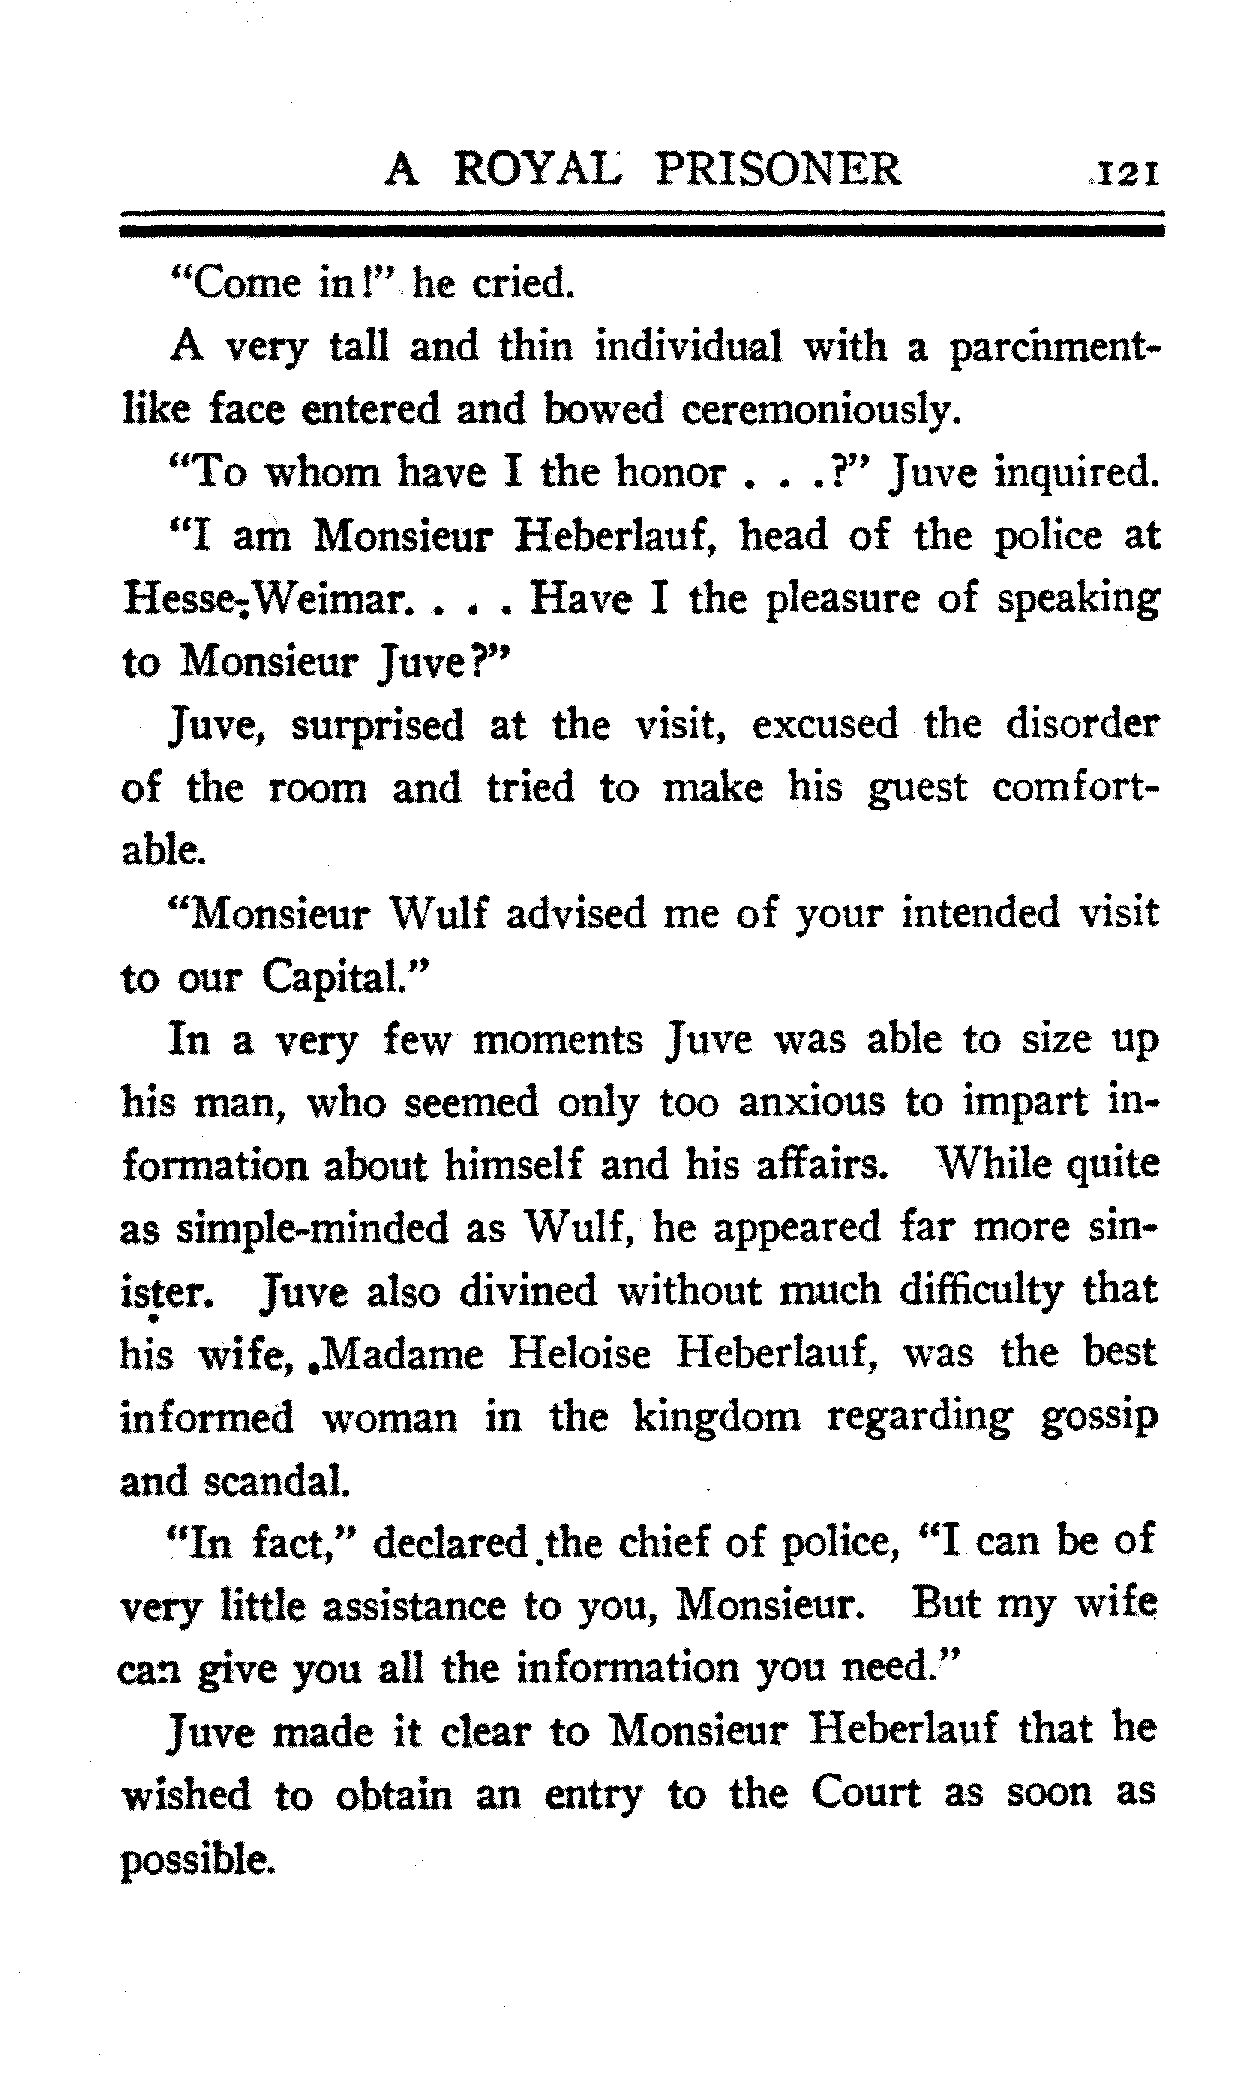 A ROYAL PRISONER 121
“Come in!” he cried.
A very tall and thin individual with a parchment-
like face entered and bowed ceremoniously.
“To whom have I the honor . . .?” Juve inquired.
“I am Monsieur Heberlauf, head of the police at
Hesse-Weimar. . . . Have I the pleasure of speaking
to Monsieur Juve?”
Juve, surprised at the visit, excused the disorder
of the room and tried to make his guest comfort-
able.
“Monsieur Wulf advised me of your intended visit
to our Capital.”
In a very few moments Juve was able to size up
his man, who seemed only too anxious to impart in-
formation about himself and his affairs. While quite
as simple-minded as Wulf, he appeared far more sin-
ister. Juve also divined without much difficulty that
his wife, Madame Heloise Heberlauf, was the best
informed woman in the kingdom regarding gossip
and scandal.
“In fact,” declared the chief of police, “I can be of
very little assistance to you, Monsieur. But my wife
can give you all the information you need.”
Juve made it clear to Monsieur Heberlauf that he
wished to obtain an entry to the Court as soon as
possible.